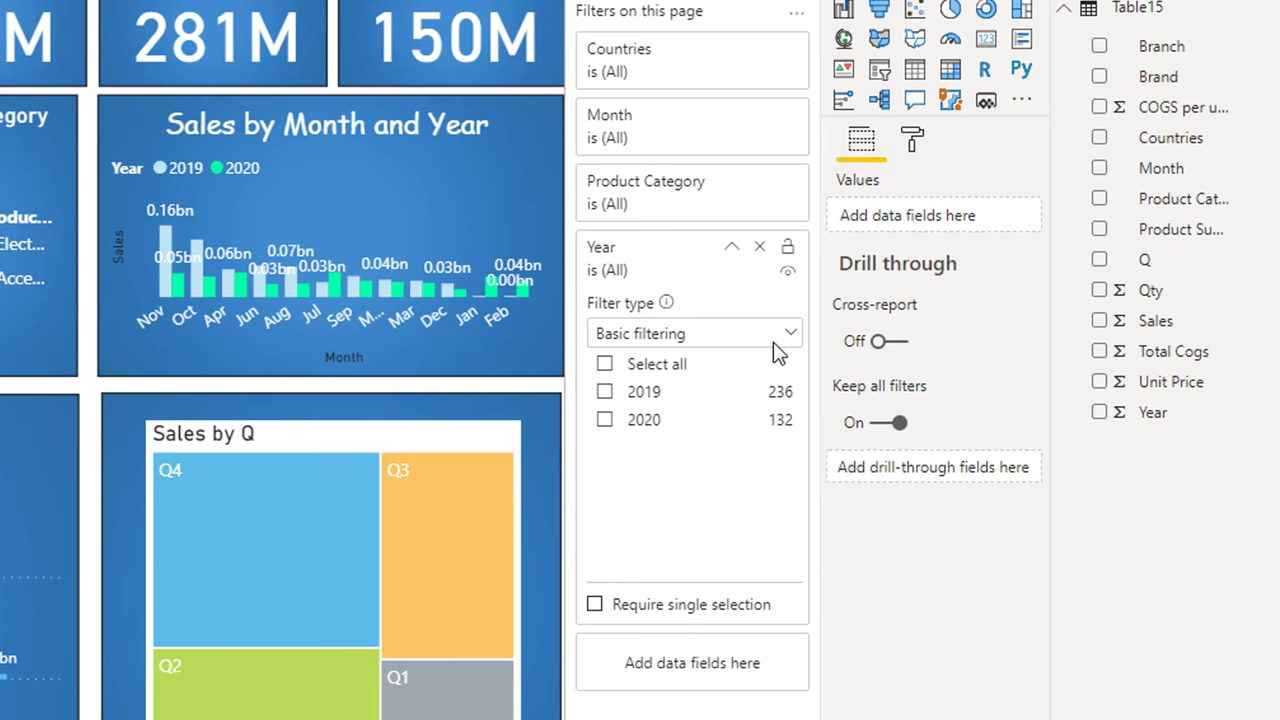 M
281M
150M
egory
oduc...
Elect...
Acce...
bn
Sales by Month and Year
Year 2019 2020
Sales
0.16bn
0.05bn
0.06bn
0.03bn
0.07bn
0.03bn
0.04bn
0.03bn
0.04bn
0.00bn
Nov Oct Apr Jun Aug Jul Sep M... Mar Dec Jan Feb
Month
Sales by Q
Q4
Q3
Q2
Q1
Filters on this page
...
Countries
is (All)
Month
is (All)
Product Category
is (All)
Year
is (All)
Filter type
Basic filtering
Select all
2019 236
2020 132
Require single selection
Add data fields here
123
R
Py
...
Values
Add data fields here
Drill through
Cross-report
Off
Keep all filters
On
Add drill-through fields here
Table15
Branch
Brand
Σ COGS per u...
Countries
Month
Product Cat...
Product Su...
Q
Σ Qty
Σ Sales
Σ Total Cogs
Σ Unit Price
Σ Year